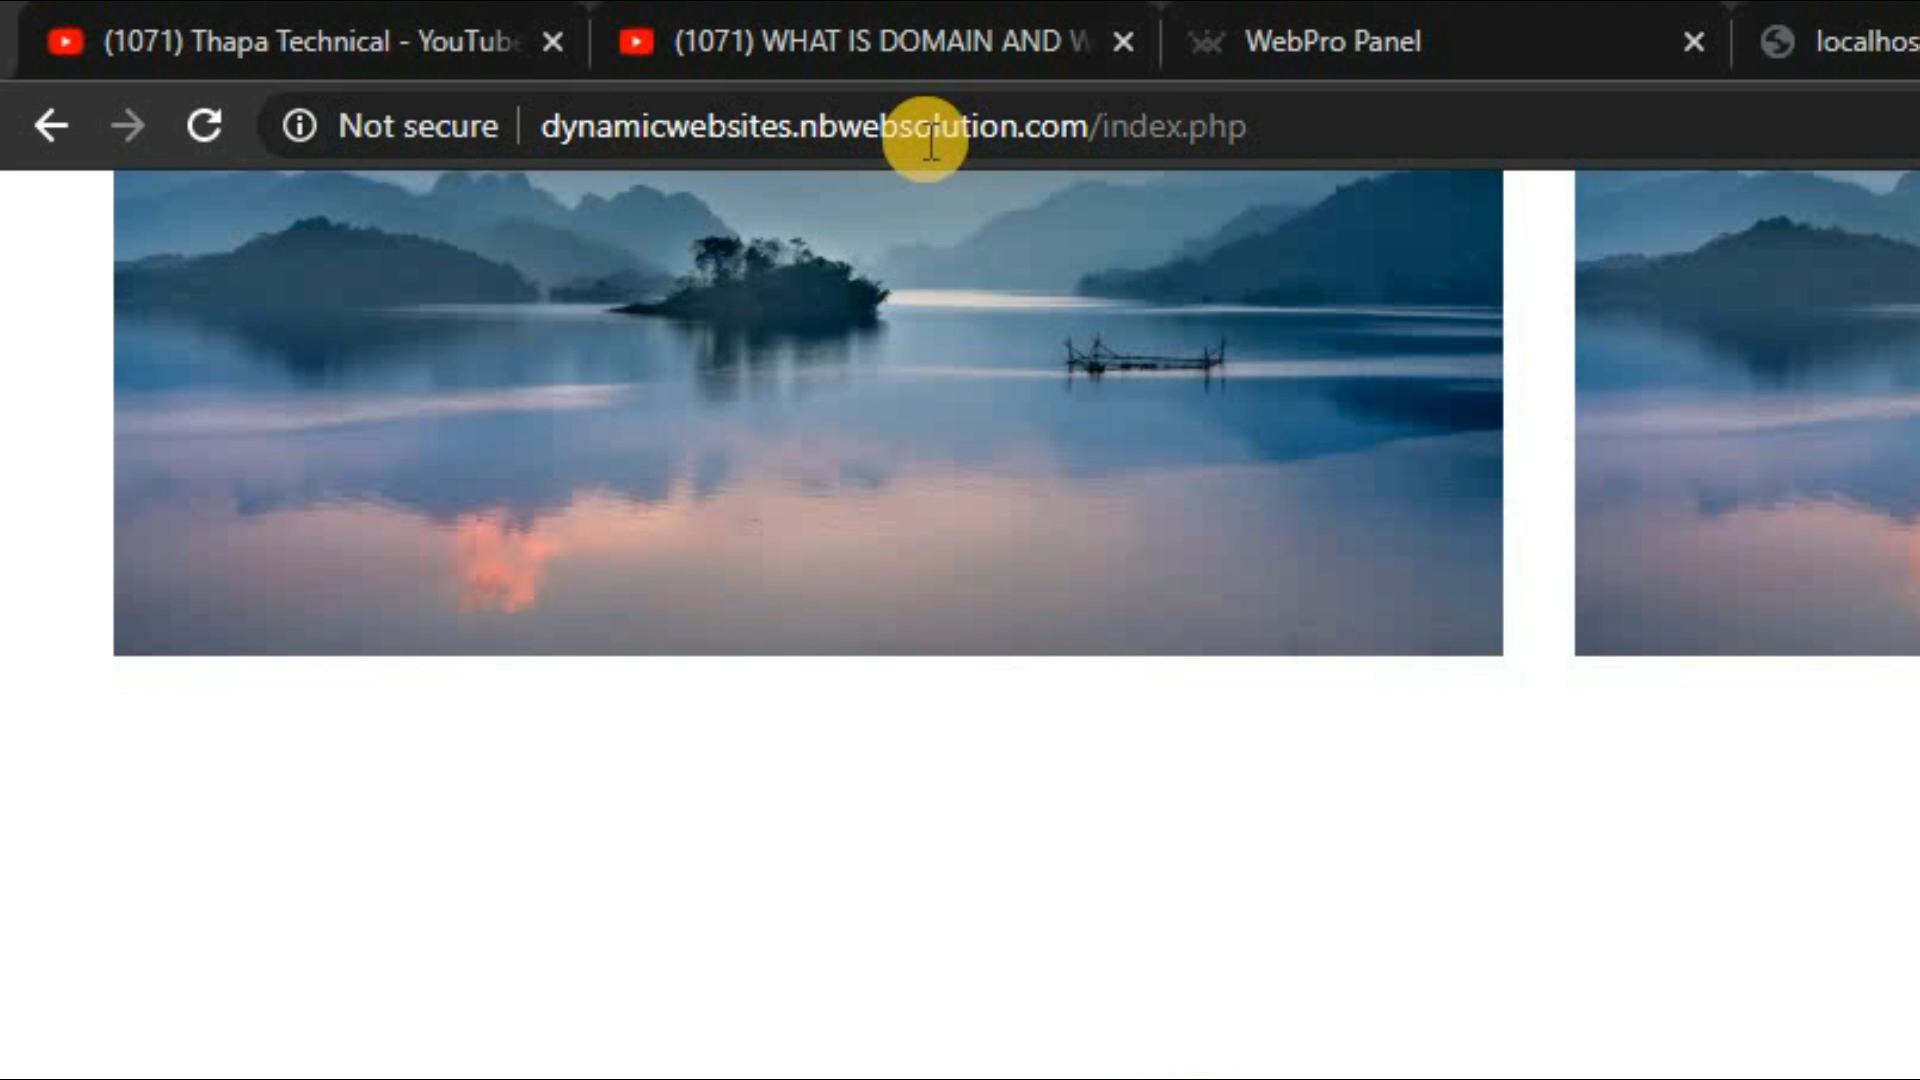 (1071) Thapa Technical - YouTube
(1071) WHAT IS DOMAIN AND
WebPro Panel
localhos
Not secure
dynamicwebsites.nbwebsolution.com/index.php